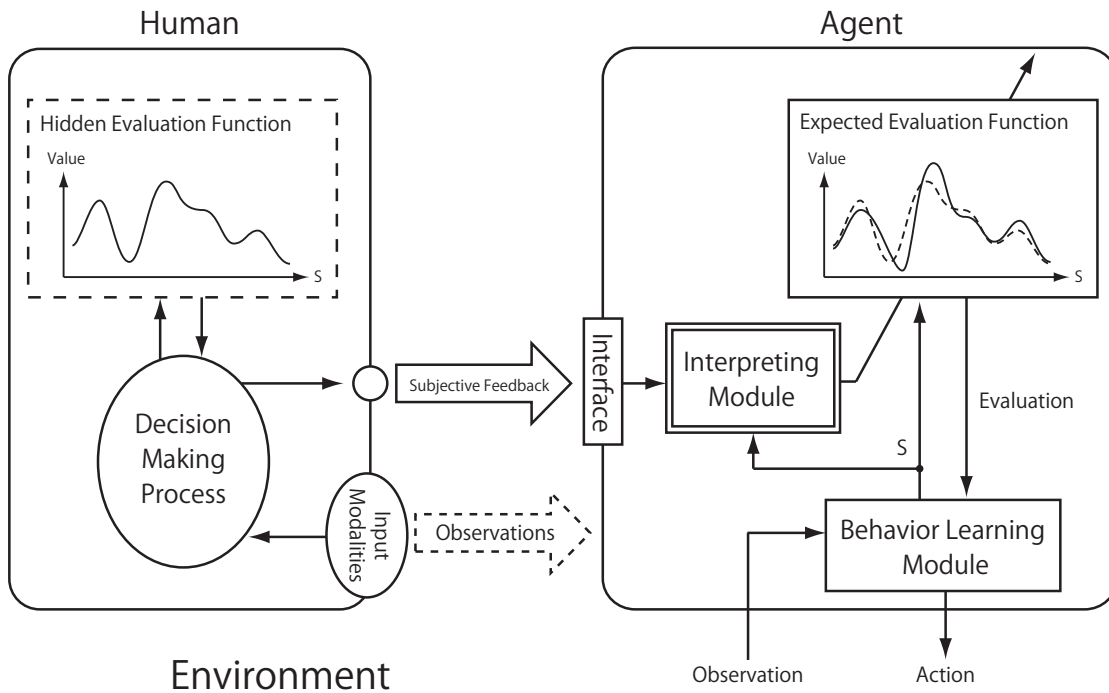 Human
Agent
Hidden Evaluation Function
Value
S
Expected Evaluation Function
Value
S
Decision
Making
Process
Subjective Feedback
Interface
Interpreting
Module
Evaluation
S
Input
Modalities
Observations
Behavior Learning
Module
Environment
Observation
Action